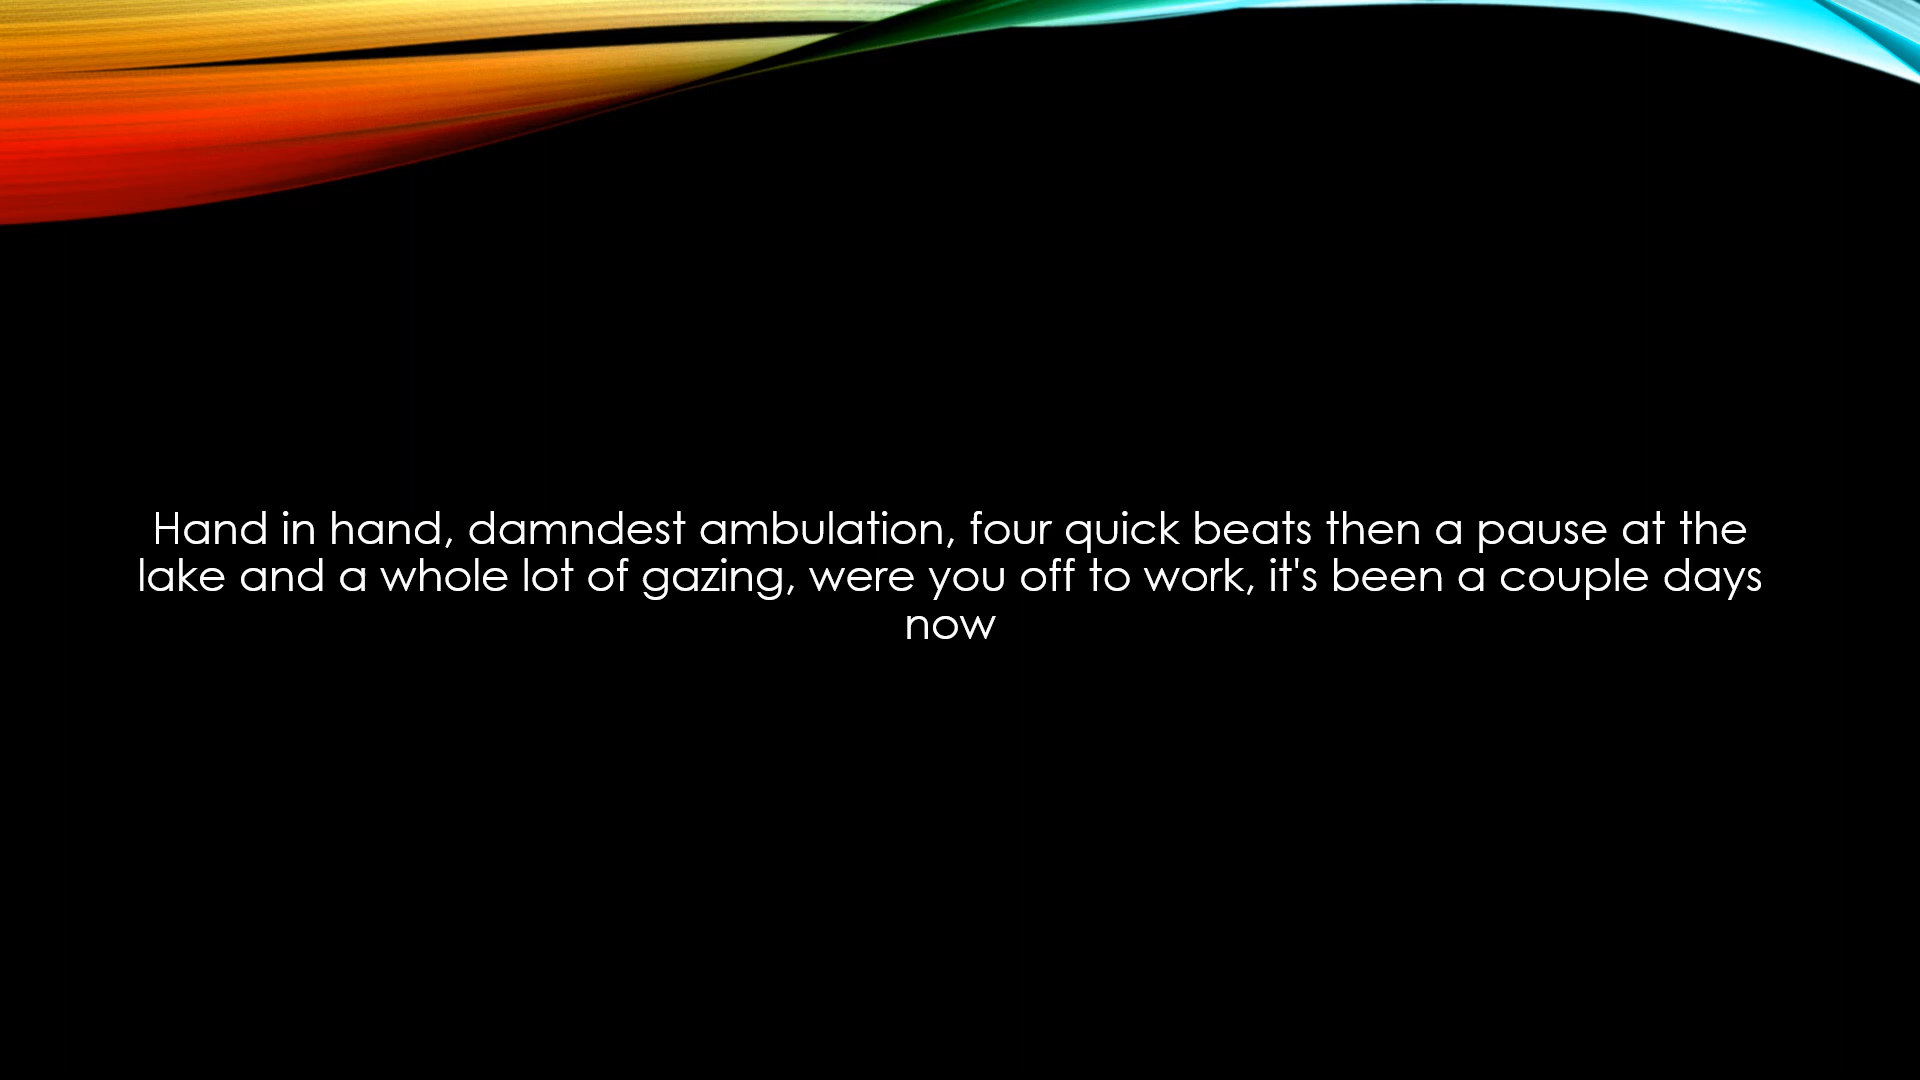 Hand in hand, damndest ambulation, four quick beats then a pause at the
lake and a whole lot of gazing, were you off to work, it's been a couple days
now